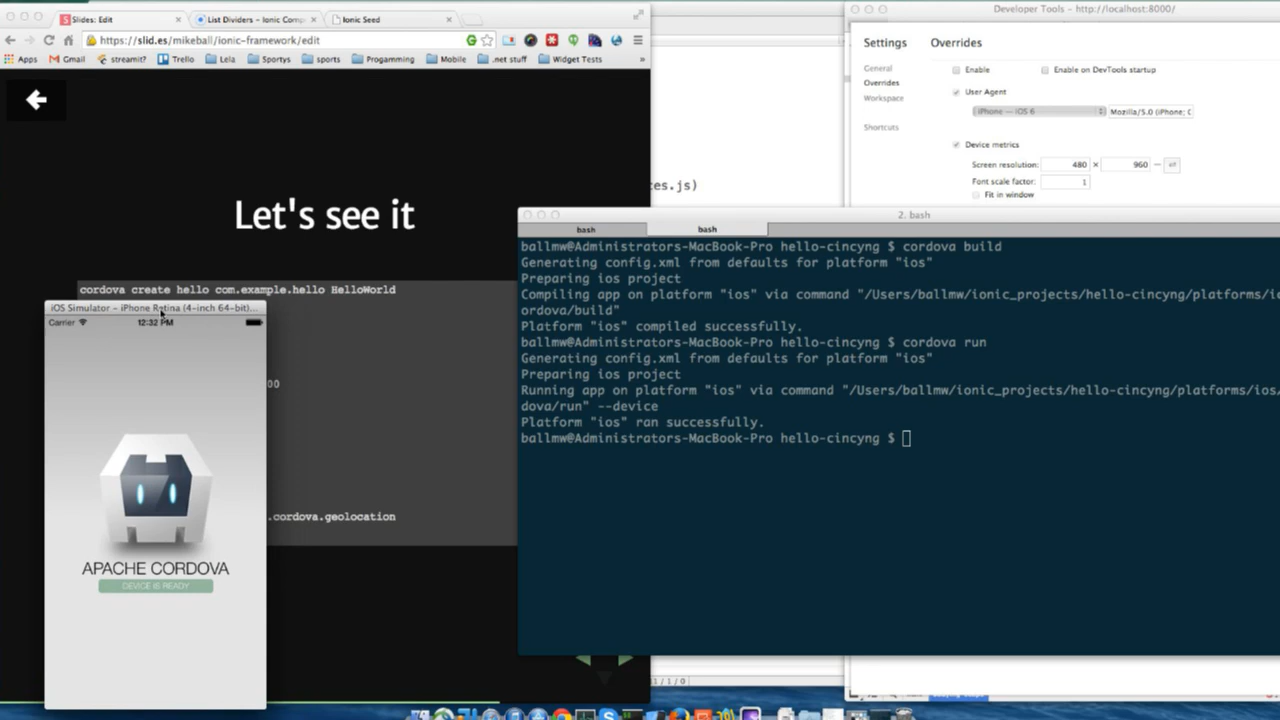 Slides: Edit
List Dividers - Ionic Comp
Ionic Seed
https://slid.es/mikeball/ionic-framework/edit
Apps
Gmail
streamit?
Trello
Lela
Sportys
sports
Progamming
Mobile
.net stuff
Widget Tests
»
Let's see it
cordova create hello com.example.hello HelloWorld
00
.cordova.geolocation
iOS Simulator - iPhone Retina (4-inch 64-bit)...
Carrier
12:32 PM
APACHE CORDOVA
DEVICE IS READY
es.js)
1 / 1 / 0
Developer Tools - http://localhost:8000/
Settings
Overrides
General
Overrides
Workspace
Shortcuts
Enable
Enable on DevTools startup
User Agent
iPhone — iOS 6
Mozilla/5.0 (iPhone; C
Device metrics
Screen resolution:
480
×
960
Font scale factor:
1
Fit in window
2. bash
bash
bash
ballmw@Administrators-MacBook-Pro hello-cincyng $ cordova build
Generating config.xml from defaults for platform "ios"
Preparing ios project
Compiling app on platform "ios" via command "/Users/ballmw/ionic_projects/hello-cincyng/platforms/ios/c
ordova/build"
Platform "ios" compiled successfully.
ballmw@Administrators-MacBook-Pro hello-cincyng $ cordova run
Generating config.xml from defaults for platform "ios"
Preparing ios project
Running app on platform "ios" via command "/Users/ballmw/ionic_projects/hello-cincyng/platforms/ios/
dova/run" --device
Platform "ios" ran successfully.
ballmw@Administrators-MacBook-Pro hello-cincyng $